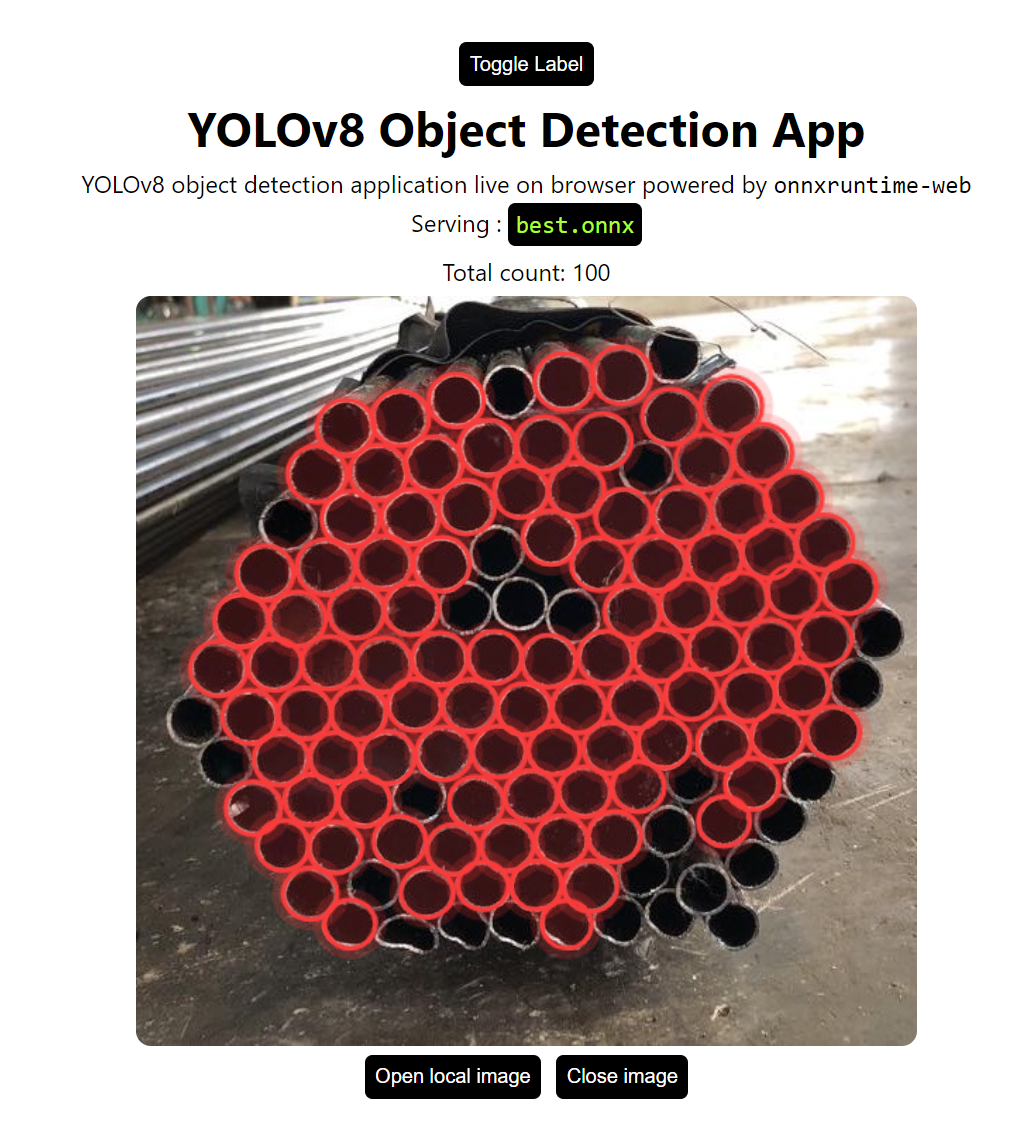 Toggle Label
YOLOv8 Object Detection App
YOLOv8 object detection application live on browser powered by onnxruntime-web
Serving : best.onnx
Total count: 100
Open local image Close image